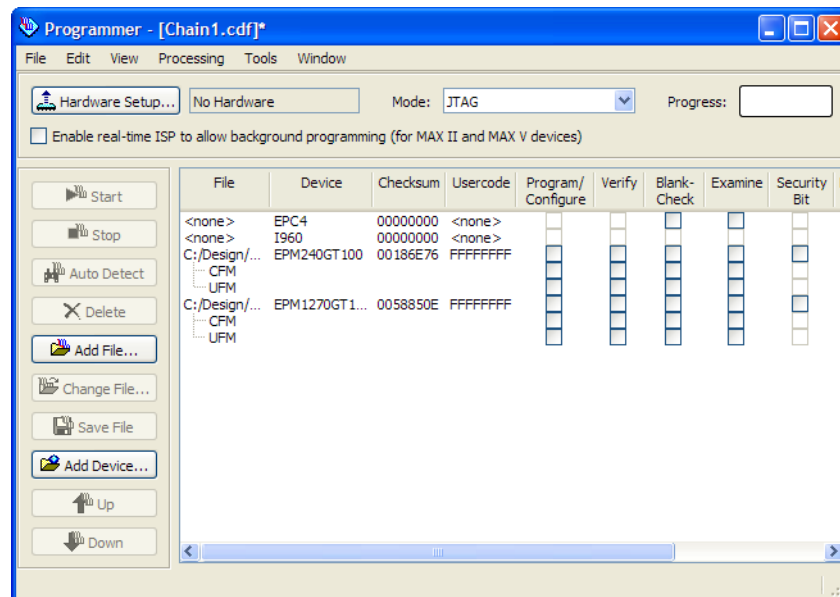 Programmer - [Chain1.cdf]*
File Edit View Processing Tools Window
Hardware Setup... No Hardware Mode: JTAG Progress:
Enable real-time ISP to allow background programming (for MAX II and MAX V devices)
Start
Stop
Auto Detect
Delete
Add File...
Change File...
Save File
Add Device...
Up
Down
File Device Checksum Usercode Program/ Verify Blank- Examine Security
Configure Check Bit
<none> EPC4 00000000 <none>
<none> I960 00000000 <none>
C:/Design/... EPM240GT100 00186E76 FFFFFFFF
CFM
UFM
C:/Design/... EPM1270GT1... 0058850E FFFFFFFF
CFM
UFM